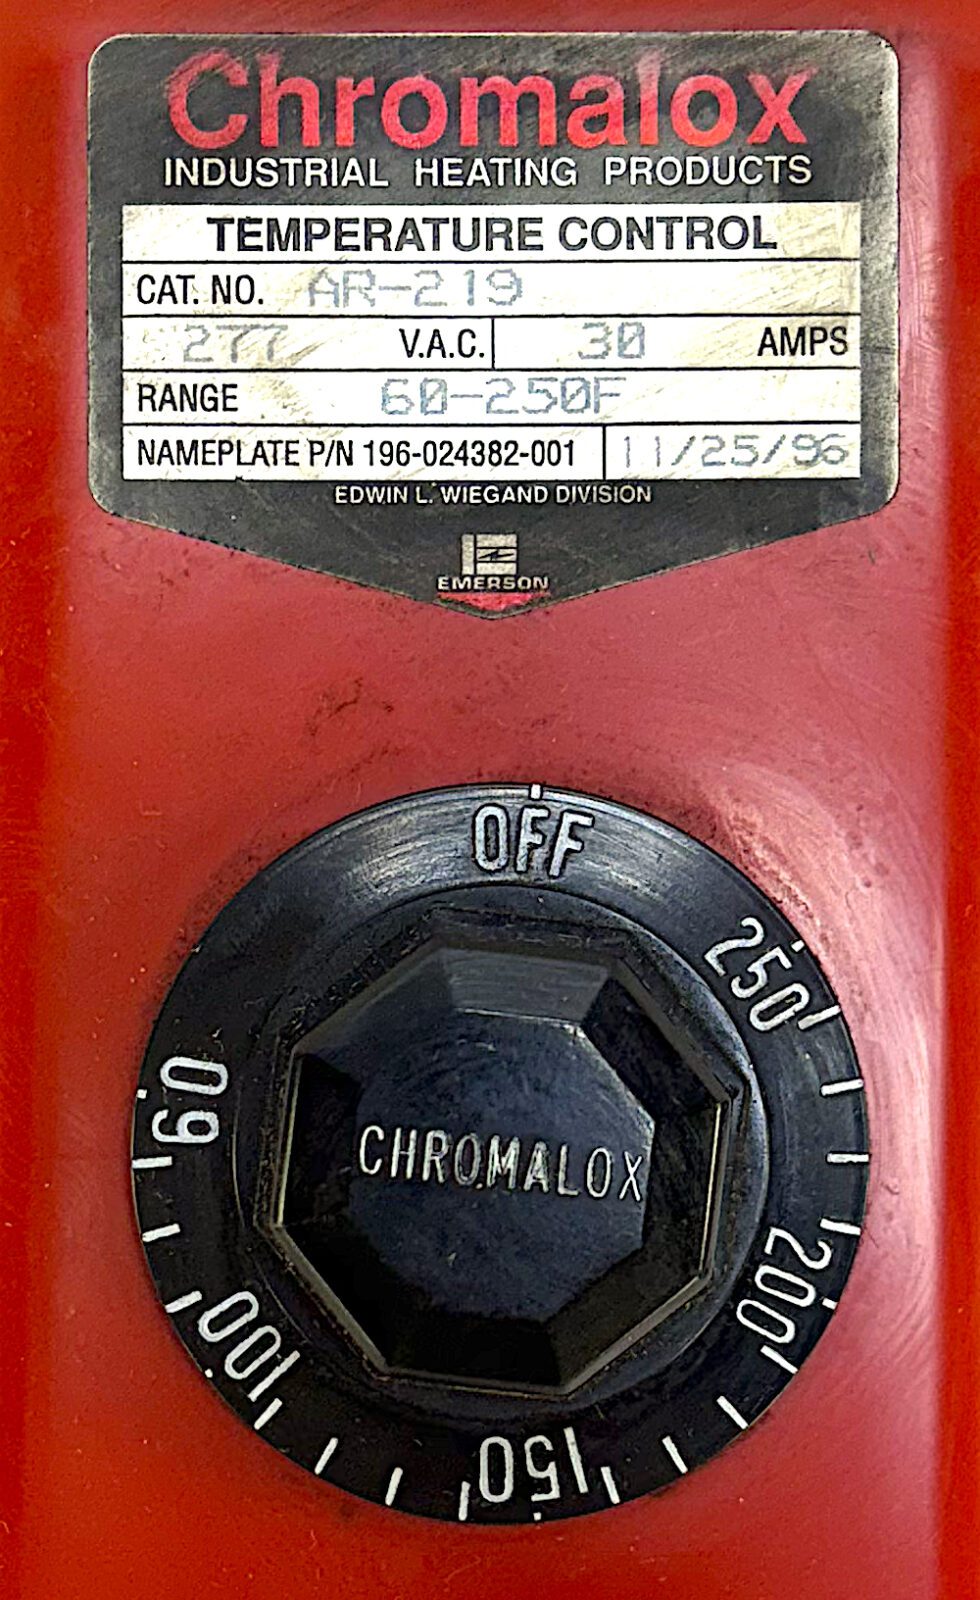 Chromalox
INDUSTRIAL HEATING PRODUCTS
TEMPERATURE CONTROL
CAT. NO. AR-219
277 V.A.C. 30 AMPS
RANGE 60-250F
NAMEPLATE P/N 196-024382-001 11/25/96
EDWIN L. WIEGAND DIVISION
EMERSON
OFF
250
200
150
100
60
CHROMALOX